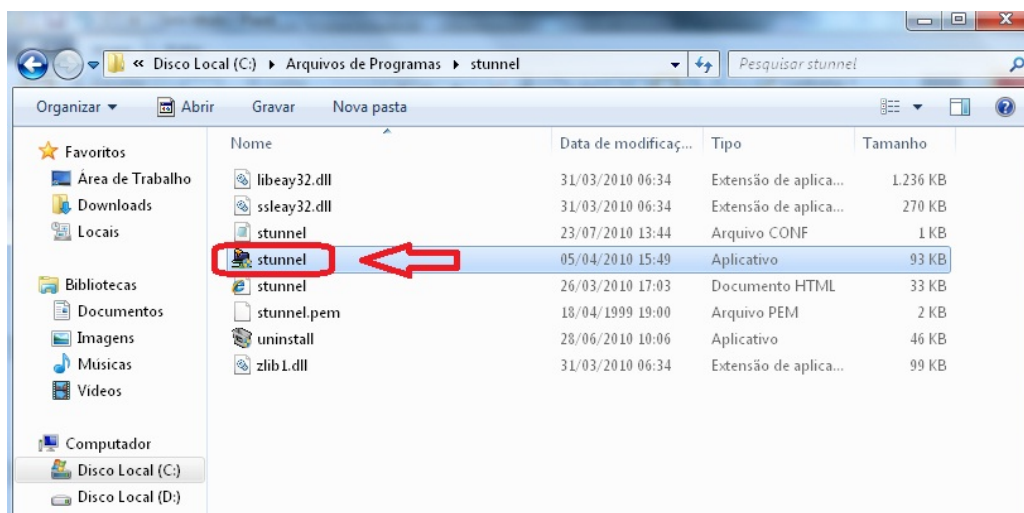 « Disco Local (C:) ▸ Arquivos de Programas ▸ stunnel Pesquisar stunnel
Organizar Abrir Gravar Nova pasta
Favoritos
Área de Trabalho
Downloads
Locais
Bibliotecas
Documentos
Imagens
Músicas
Vídeos
Computador
Disco Local (C:)
Disco Local (D:)
Nome Data de modificaç... Tipo Tamanho
libeay32.dll 31/03/2010 06:34 Extensão de aplica... 1.236 KB
ssleay32.dll 31/03/2010 06:34 Extensão de aplica... 270 KB
stunnel 23/07/2010 13:44 Arquivo CONF 1 KB
stunnel 05/04/2010 15:49 Aplicativo 93 KB
stunnel 26/03/2010 17:03 Documento HTML 33 KB
stunnel.pem 18/04/1999 19:00 Arquivo PEM 2 KB
uninstall 28/06/2010 10:06 Aplicativo 46 KB
zlib1.dll 31/03/2010 06:34 Extensão de aplica... 99 KB